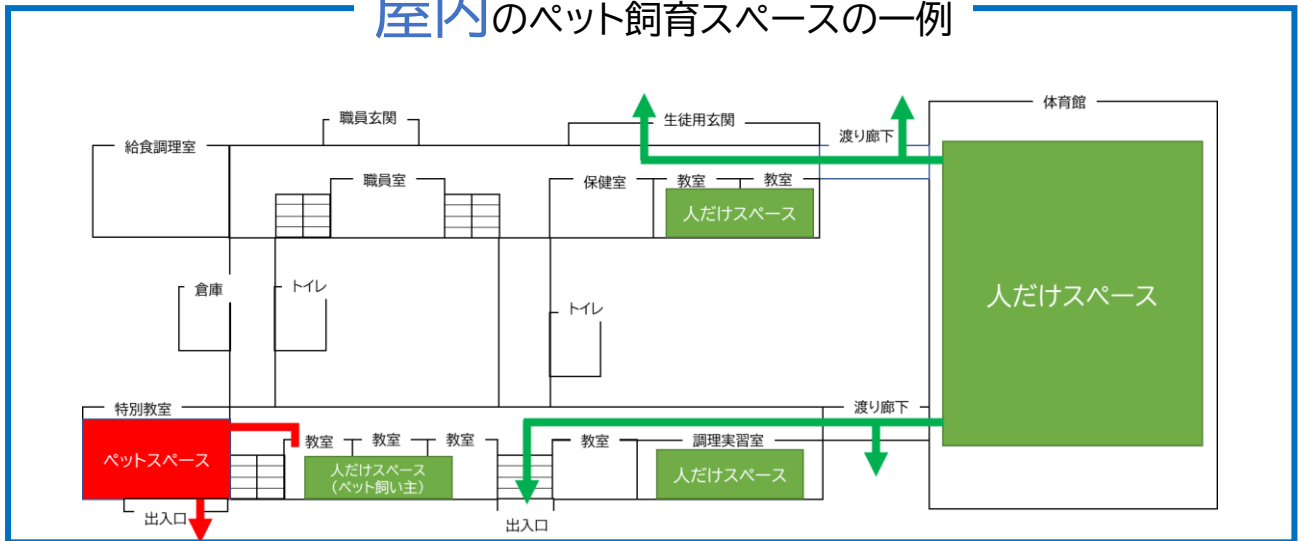 屋内のペット飼育スペースの一例
体育館
職員玄関
生徒用玄関
渡り廊下
給食調理室
職員室
保健室
教室
教室
人だけスペース
人だけスペース
倉庫
トイレ
トイレ
特別教室
渡り廊下
教室
教室
教室
教室
調理実習室
ペットスペース
人だけスペース
(ペット飼い主)
人だけスペース
出入口
出入口